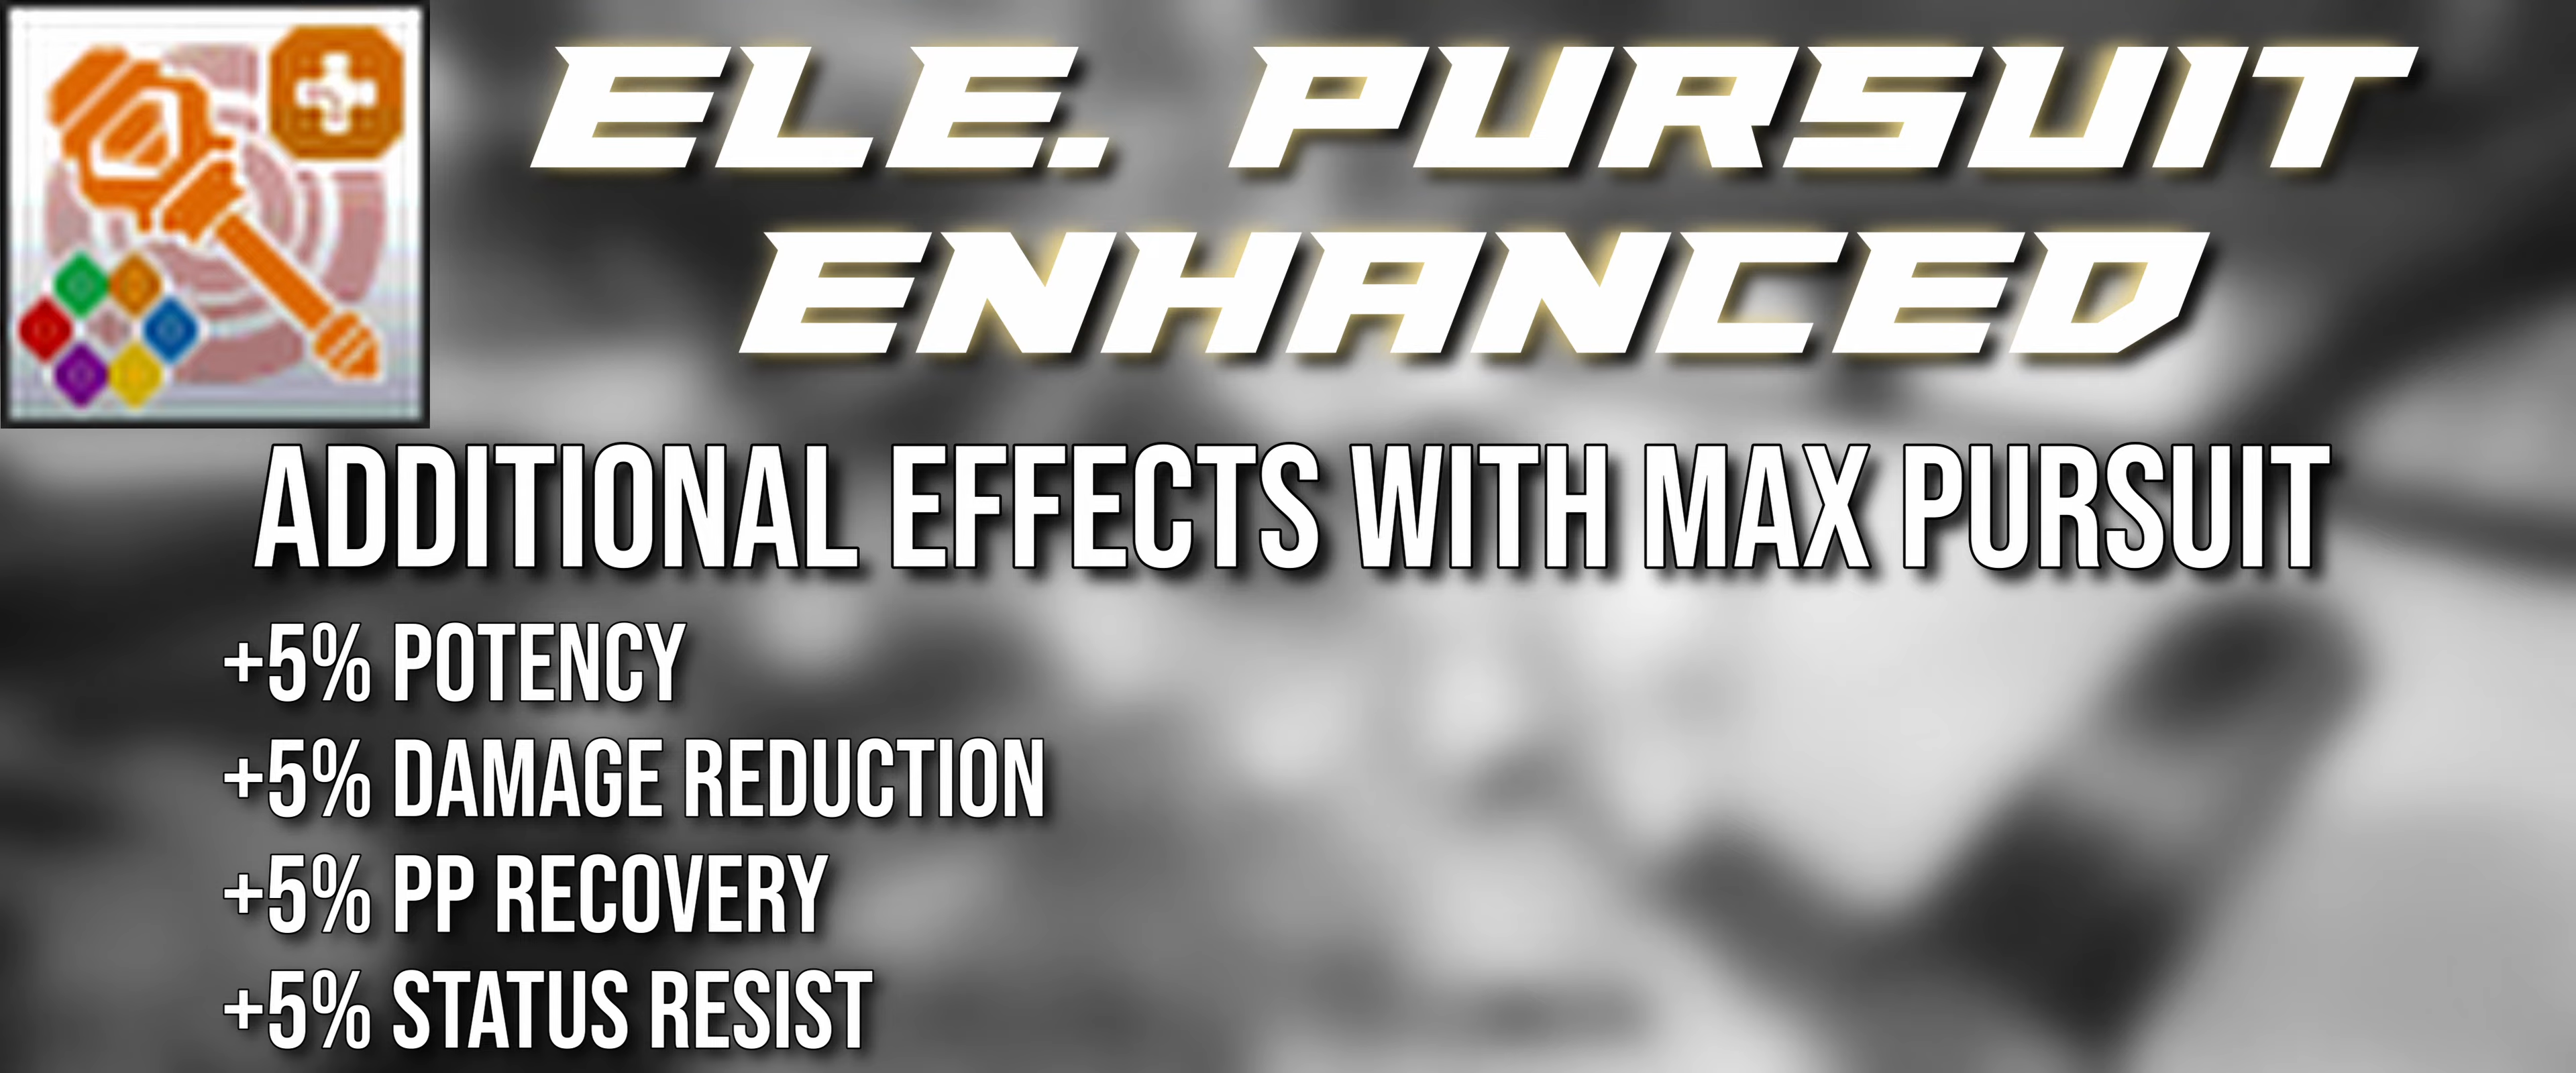 ELE. PURSUIT
ENHANCED
ADDITIONAL EFFECTS WITH MAX PURSUIT
+5% POTENCY
+5% DAMAGE REDUCTION
+5% PP RECOVERY
+5% STATUS RESIST